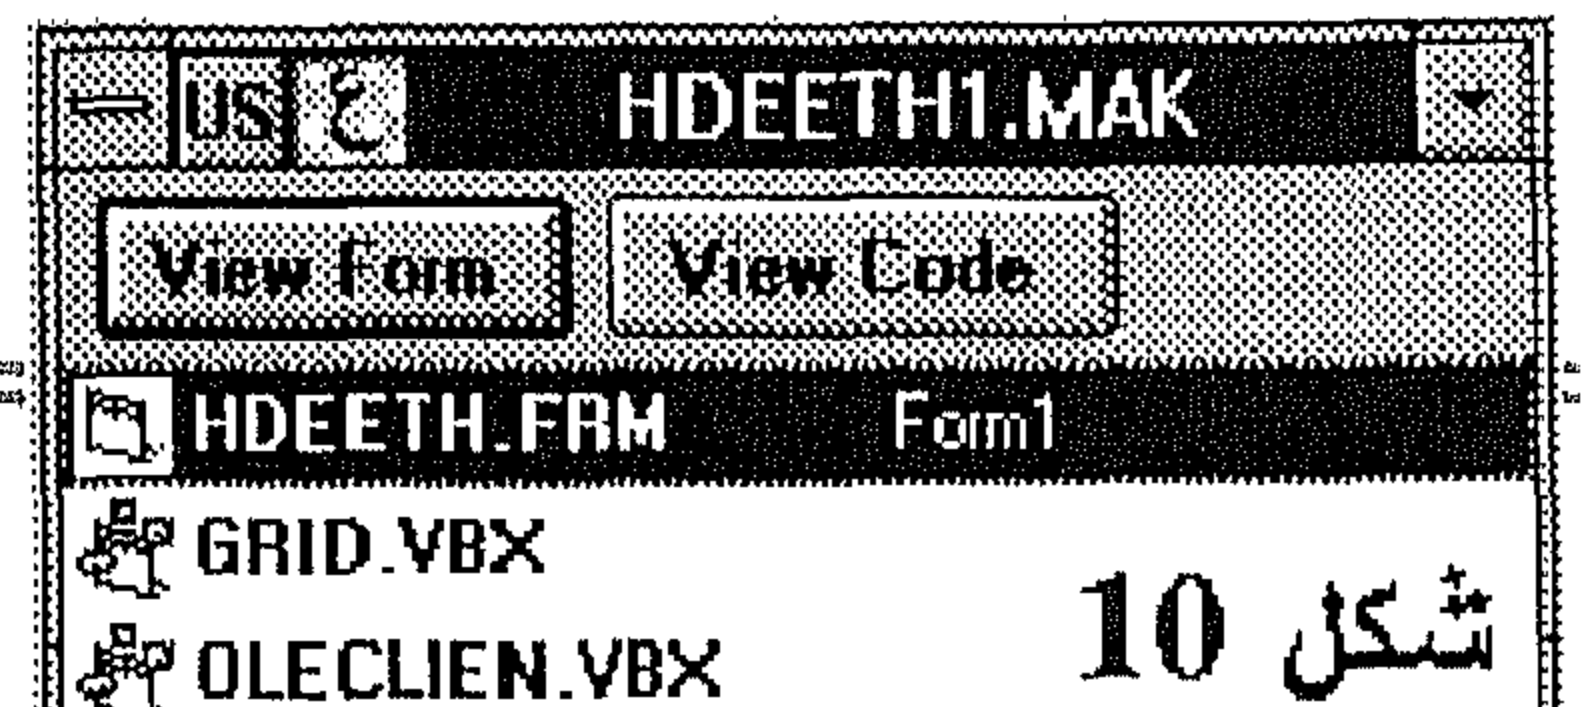 US ع HDEETH1.MAK
View Form View Code
HDEETH.FRM Form1
GRID.VBX
OLECLIEN.VBX
شكل 10